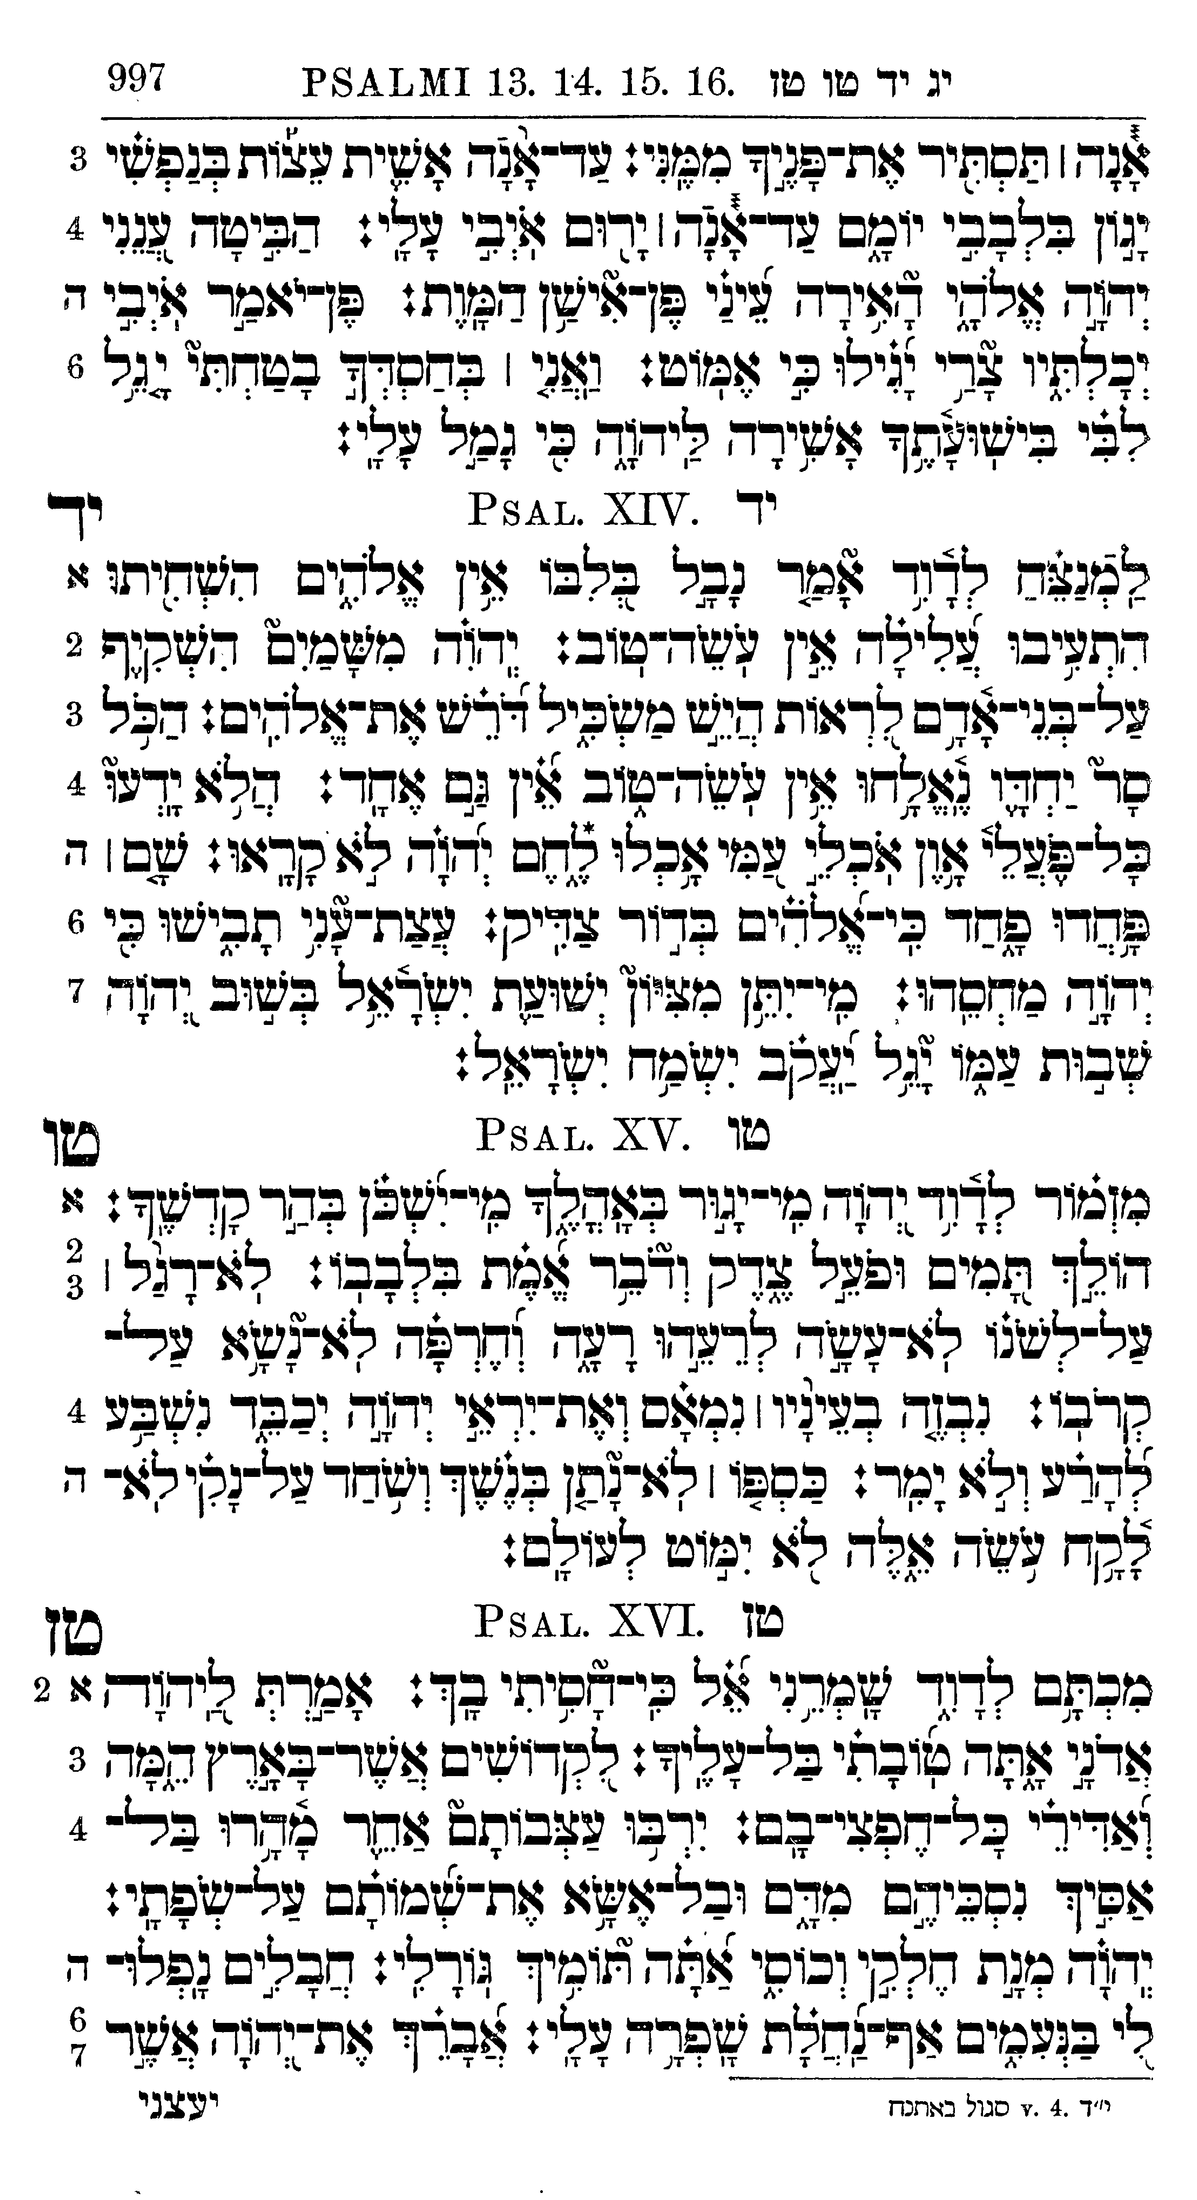 997 PSALMI 13. 14. 15. 16. יג יד טו טז
אָנָה ׀ תַּסְתִּיר אֶת־פָּנֶיךָ מִמֶּנִּי׃ עַד־אָנָה אָשִׁית עֵצוֹת בְּנַפְשִׁי 3
יָגוֹן בִּלְבָבִי יוֹמָם עַד־אָנָה ׀ יָרוּם אֹיְבִי עָלָי׃ הַבִּיטָה עֲנֵנִי 4
יְהוָֹה אֱלֹהָי הָאִירָה עֵינַי פֶּן־אִישַׁן הַמָּוֶת׃ פֶּן־יֹאמַר אֹיְבִי ה
יְכָלְתִּיו צָרַי יָגִילוּ כִּי אֶמּוֹט׃ וַאֲנִי ׀ בְּחַסְדְּךָ בָטַחְתִּי יָגֵל 6
לִבִּי בִּישׁוּעָתֶךָ אָשִׁירָה לַיהוָֹה כִּי גָמַל עָלָי׃
יד PSAL. XIV. יד
לַמְנַצֵּחַ לְדָוִד אָמַר נָבָל בְּלִבּוֹ אֵין אֱלֹהִים הִשְׁחִיתוּ א
הִתְעִיבוּ עֲלִילָה אֵין עֹשֵׂה־טוֹב׃ יְהוָֹה מִשָּׁמַיִם הִשְׁקִיף 2
עַל־בְּנֵי־אָדָם לִרְאוֹת הֲיֵשׁ מַשְׂכִּיל דֹּרֵשׁ אֶת־אֱלֹהִים׃ הַכֹּל 3
סָר יַחְדָּו נֶאֱלָחוּ אֵין עֹשֵׂה־טוֹב אֵין גַּם אֶחָד׃ הֲלֹא יָדְעוּ 4
כָּל־פֹּעֲלֵי אָוֶן אֹכְלֵי עַמִּי אָכְלוּ *לֶחֶם יְהוָֹה לֹא קָרָאוּ׃ שָׁם ׀ ה
פָּחֲדוּ פָחַד כִּי־אֱלֹהִים בְּדוֹר צַדִּיק׃ עֲצַת־עָנִי תָבִישׁוּ כִּי 6
יְהוָֹה מַחְסֵהוּ׃ מִי־יִתֵּן מִצִּיּוֹן יְשׁוּעַת יִשְׂרָאֵל בְּשׁוּב יְהוָֹה 7
שְׁבוּת עַמּוֹ יָגֵל יַעֲקֹב יִשְׂמַח יִשְׂרָאֵל׃
טו PSAL. XV. טו
מִזְמוֹר לְדָוִד יְהוָֹה מִי־יָגוּר בְּאָהֳלֶךָ מִי־יִשְׁכֹּן בְּהַר קָדְשֶׁךָ׃ א
הוֹלֵךְ תָּמִים וּפֹעֵל צֶדֶק וְדֹבֵר אֱמֶת בִּלְבָבוֹ׃ לֹא־רָגַל ׀ 2 3
עַל־לְשֹׁנוֹ לֹא־עָשָׂה לְרֵעֵהוּ רָעָה וְחֶרְפָּה לֹא־נָשָׂא עַל־
קְרֹבוֹ׃ נִבְזֶה בְעֵינָיו ׀ נִמְאָס וְאֶת־יִרְאֵי יְהוָֹה יְכַבֵּד נִשְׁבַּע 4
לְהָרַע וְלֹא יָמִר׃ כַּסְפּוֹ ׀ לֹא־נָתַן בְּנֶשֶׁךְ וְשֹׁחַד עַל־נָקִי לֹא־ ה
לָקָח עֹשֵׂה אֵלֶּה לֹא יִמּוֹט לְעוֹלָם׃
טז PSAL. XVI. טז
מִכְתָּם לְדָוִד שָׁמְרֵנִי אֵל כִּי־חָסִיתִי בָךְ׃ אָמַרְתְּ לַיהוָֹה א 2
אֲדֹנָי אָתָּה טוֹבָתִי בַּל־עָלֶיךָ׃ לִקְדוֹשִׁים אֲשֶׁר־בָּאָרֶץ הֵמָּה 3
וְאַדִּירֵי כָּל־חֶפְצִי־בָם׃ יִרְבּוּ עַצְּבוֹתָם אַחֵר מָהָרוּ בַּל־ 4
אַסִּיךְ נִסְכֵּיהֶם מִדָּם וּבַל־אֶשָּׂא אֶת־שְׁמוֹתָם עַל־שְׂפָתָי׃
יְהוָֹה מְנָת חֶלְקִי וְכוֹסִי אַתָּה תּוֹמִיךְ גּוֹרָלִי׃ חֲבָלִים נָפְלוּ־ ה
לִי בַּנְּעִמִים אַף־נַחֲלָת שָׁפְרָה עָלָי׃ אֲבָרֵךְ אֶת־יְהוָֹה אֲשֶׁר 6 7
יעצני
י״ד v. 4. סגול באתנח